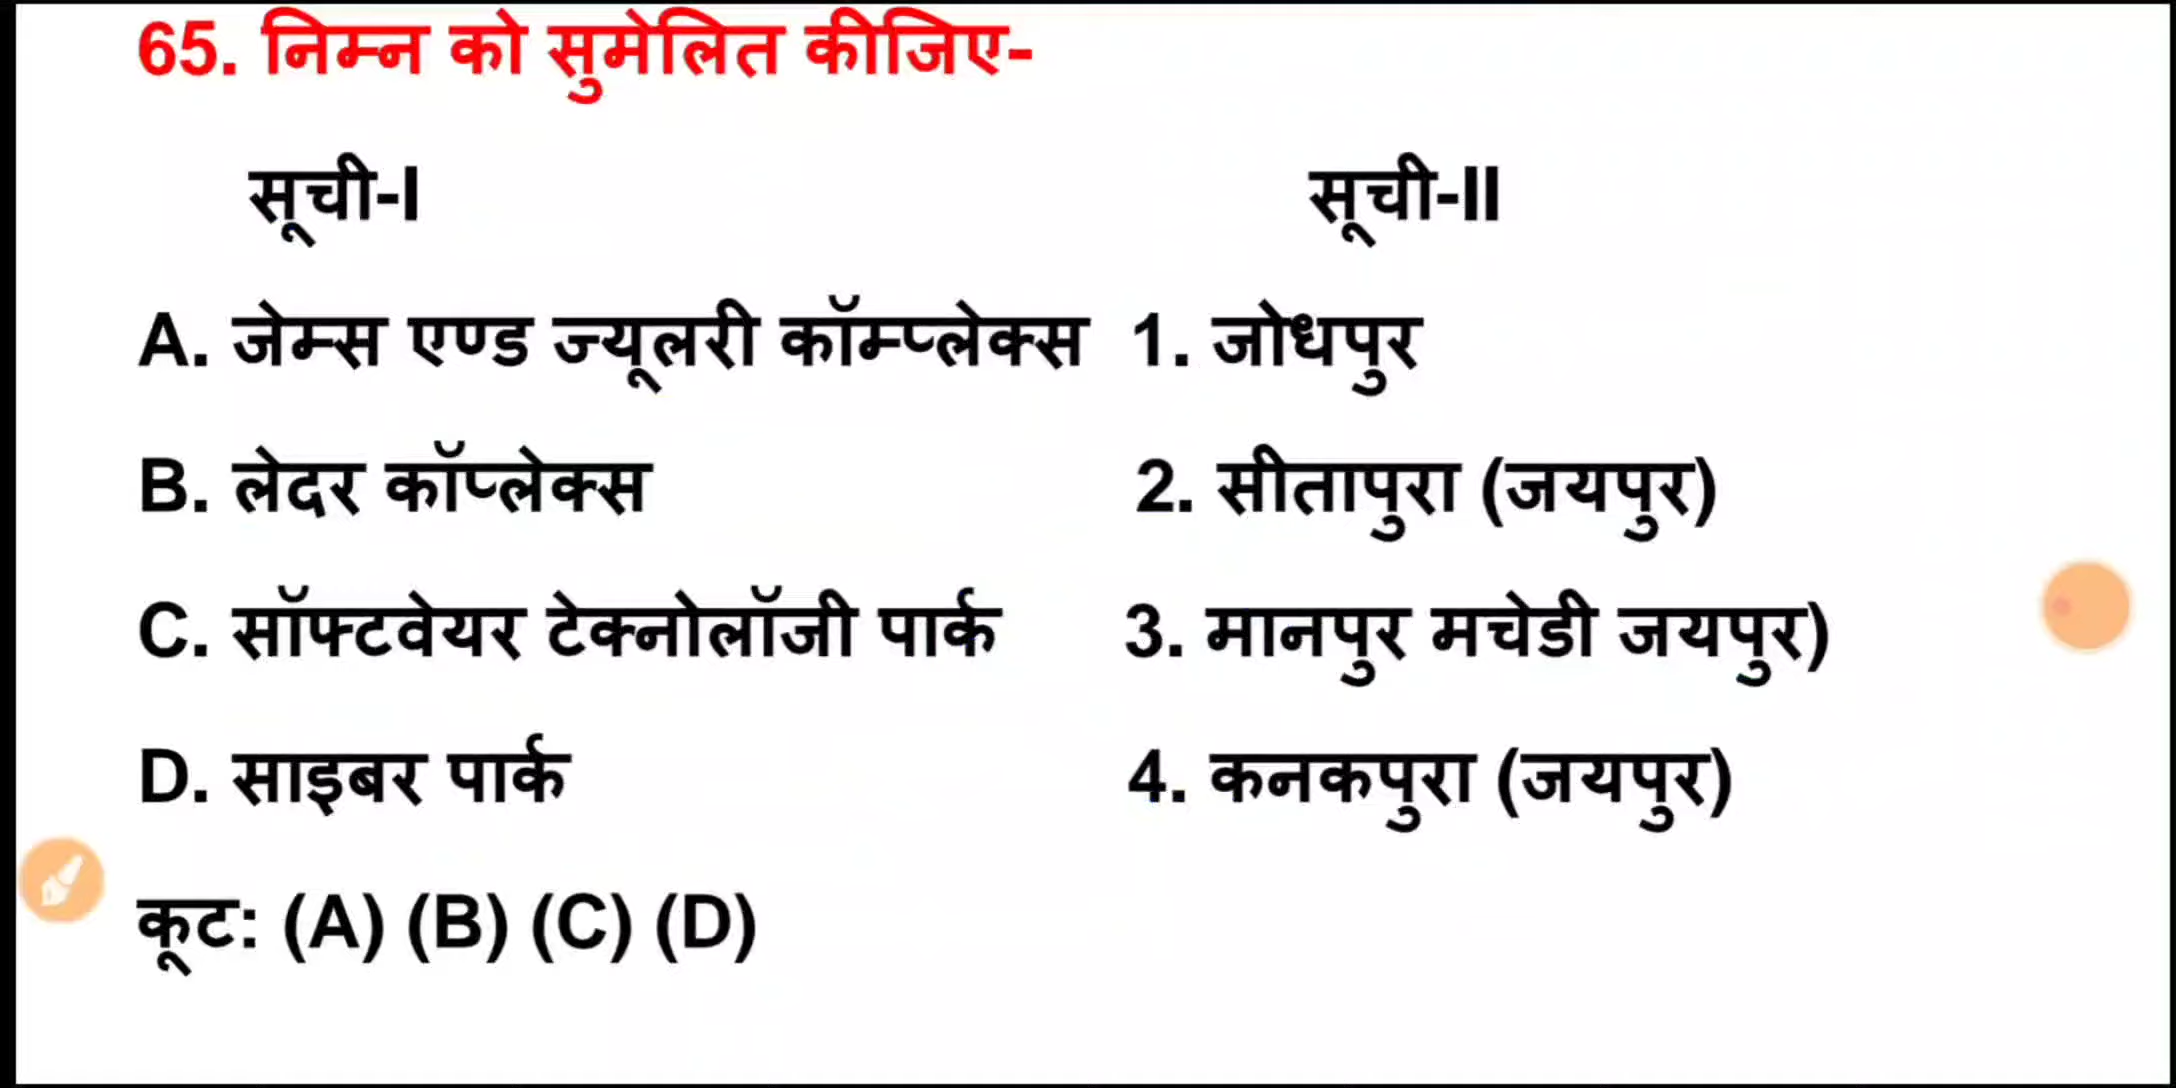 65. निम्न को सुमेलित कीजिए-
सूची-I सूची-II
A. जेम्स एण्ड ज्यूलरी कॉम्प्लेक्स 1. जोधपुर
B. लेदर कॉप्लेक्स 2. सीतापुरा (जयपुर)
C. सॉफ्टवेयर टेक्नोलॉजी पार्क 3. मानपुर मचेडी जयपुर)
D. साइबर पार्क 4. कनकपुरा (जयपुर)
कूट: (A) (B) (C) (D)